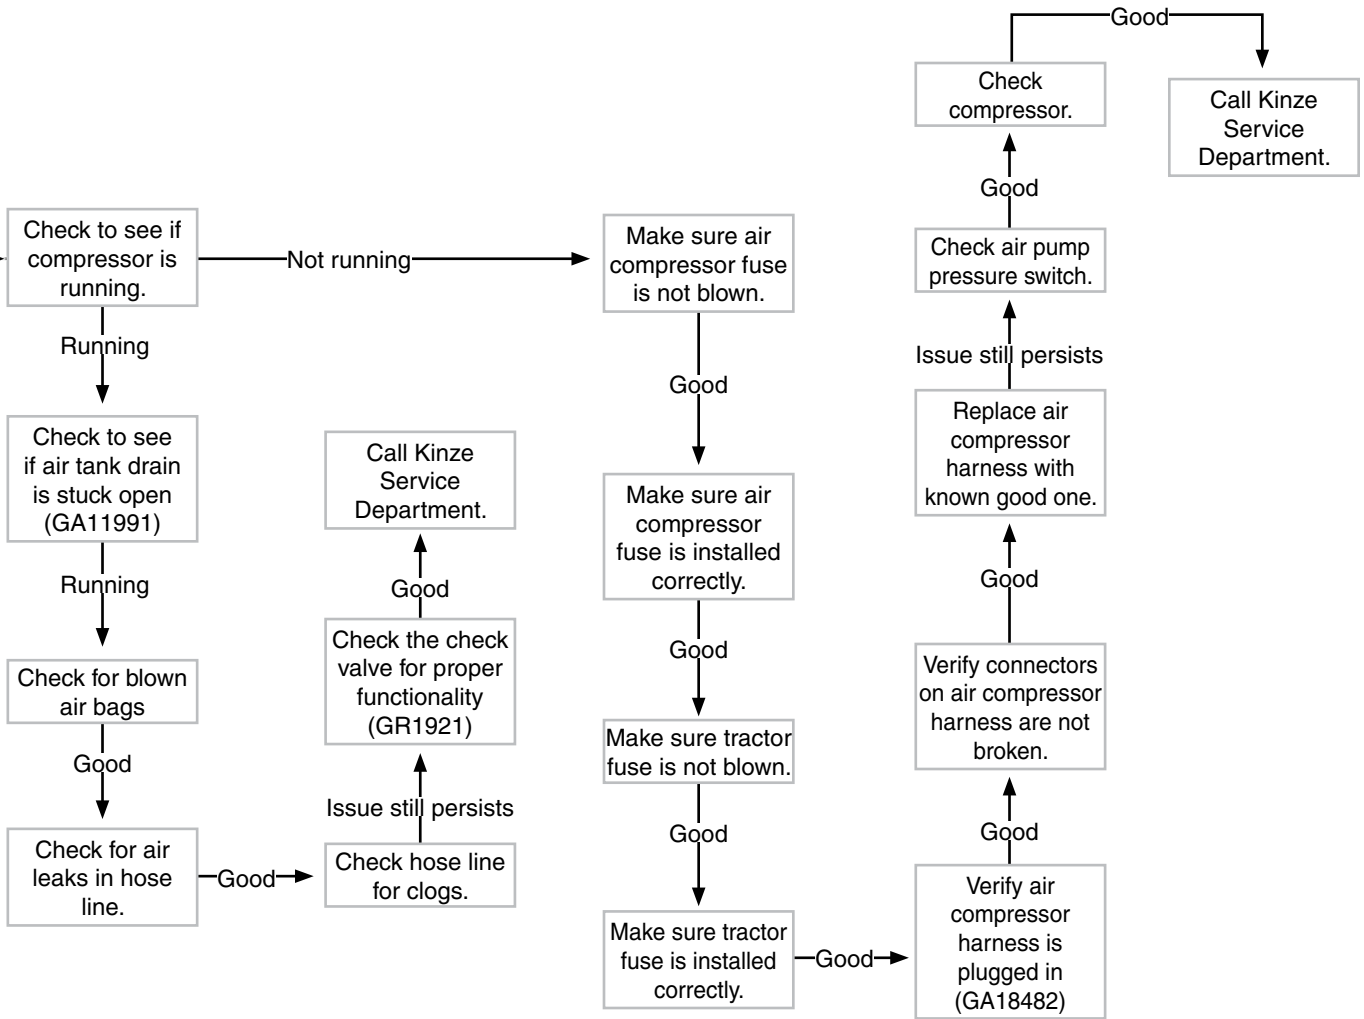 Check to see if
compressor is
running.
Not running
Running
Check to see
if air tank drain
is stuck open
(GA11991)
Running
Check for blown
air bags
Good
Check for air
leaks in hose
line.
Good
Check hose line
for clogs.
Issue still persists
Check the check
valve for proper
functionality
(GR1921)
Good
Call Kinze
Service
Department.
Make sure air
compressor fuse
is not blown.
Good
Make sure air
compressor
fuse is installed
correctly.
Good
Make sure tractor
fuse is not blown.
Good
Make sure tractor
fuse is installed
correctly.
Good
Verify air
compressor
harness is
plugged in
(GA18482)
Good
Verify connectors
on air compressor
harness are not
broken.
Good
Replace air
compressor
harness with
known good one.
Issue still persists
Check air pump
pressure switch.
Good
Check
compressor.
Good
Call Kinze
Service
Department.